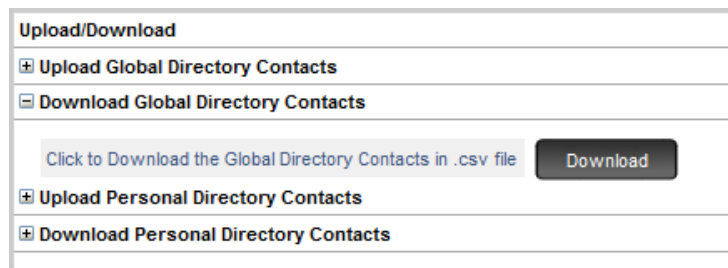 Upload/Download
Upload Global Directory Contacts
Download Global Directory Contacts
Click to Download the Global Directory Contacts in .csv file Download
Upload Personal Directory Contacts
Download Personal Directory Contacts